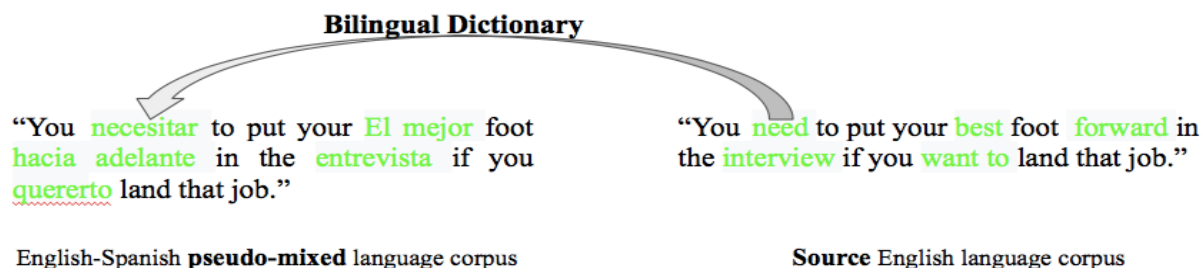 Bilingual Dictionary
“You necesitar to put your El mejor foot
hacia adelante in the entrevista if you
quererto land that job.”
“You need to put your best foot forward in
the interview if you want to land that job.”
English-Spanish pseudo-mixed language corpus
Source English language corpus